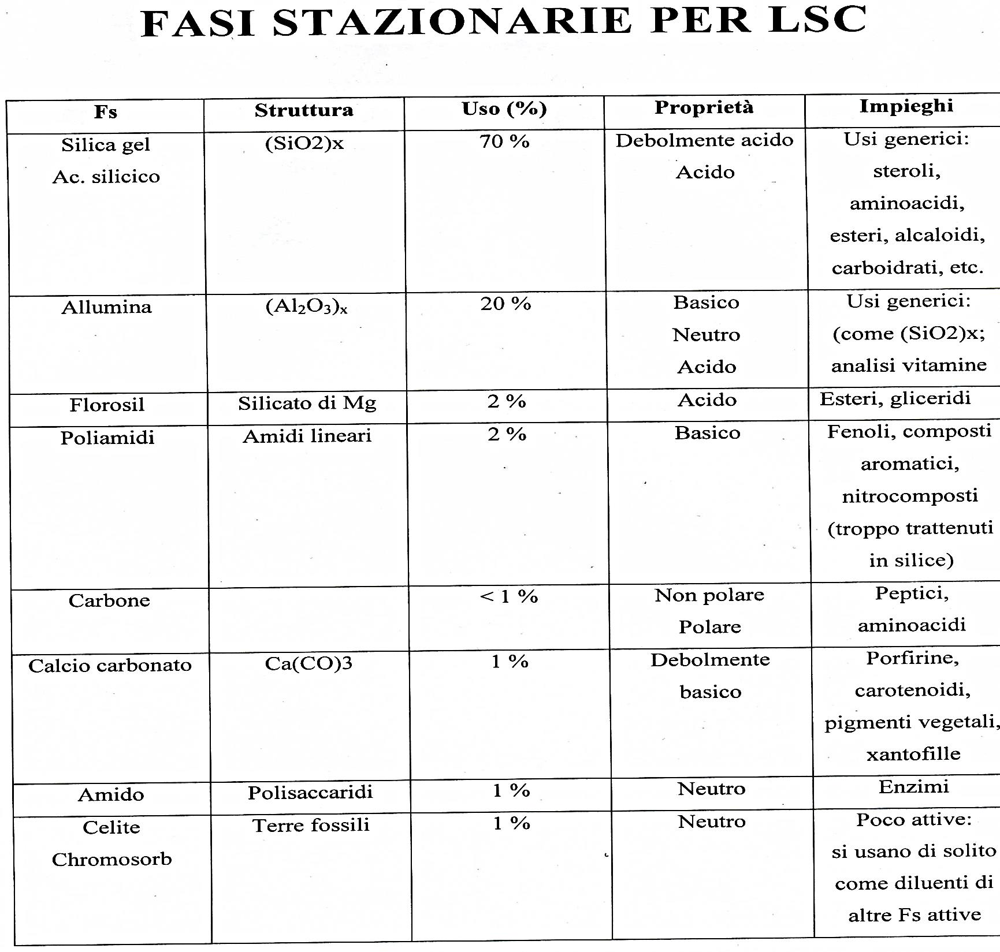 FASI STAZIONARIE PER LSC
Fs Struttura Uso (%) Proprietà Impieghi
Silica gel (SiO2)x 70 % Debolmente acido Usi generici:
Ac. silicico Acido steroli,
aminoacidi,
esteri, alcaloidi,
carboidrati, etc.
Allumina (Al₂O₃)ₓ 20 % Basico Usi generici:
Neutro (come (SiO2)x;
Acido analisi vitamine
Florosil Silicato di Mg 2 % Acido Esteri, gliceridi
Poliamidi Amidi lineari 2 % Basico Fenoli, composti
aromatici,
nitrocomposti
(troppo trattenuti
in silice)
Carbone < 1 % Non polare Peptici,
Polare aminoacidi
Calcio carbonato Ca(CO)3 1 % Debolmente Porfirine,
basico carotenoidi,
pigmenti vegetali,
xantofille
Amido Polisaccaridi 1 % Neutro Enzimi
Celite Terre fossili 1 % Neutro Poco attive:
Chromosorb si usano di solito
come diluenti di
altre Fs attive